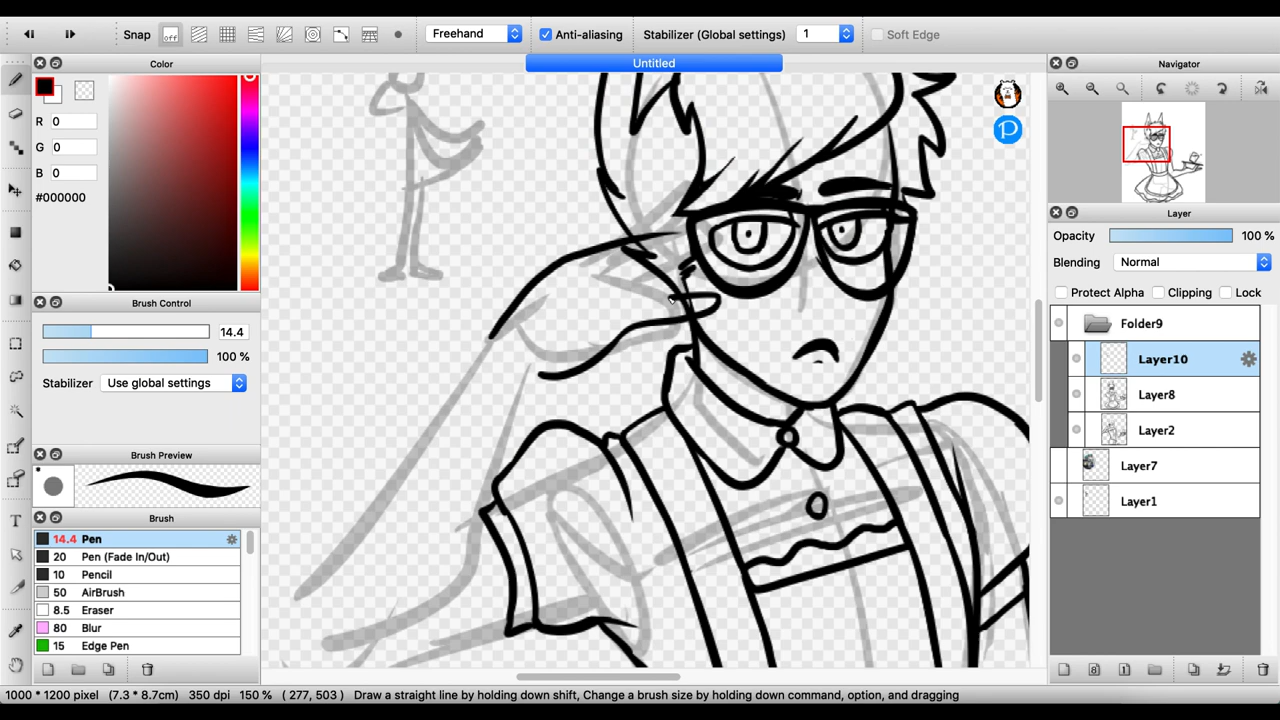 Snap off Freehand Anti-aliasing Stabilizer (Global settings) 1 Soft Edge
Color Untitled Navigator
R 0
G 0
B 0
#000000
P
Layer
Opacity 100 %
Blending Normal
Protect Alpha Clipping Lock
Folder9
Layer10
Layer8
Layer2
Layer7
Layer1
Brush Control
14.4
100 %
Stabilizer Use global settings
Brush Preview
Brush
14.4 Pen
20 Pen (Fade In/Out)
10 Pencil
50 AirBrush
8.5 Eraser
80 Blur
15 Edge Pen
T
8 1
1000 * 1200 pixel (7.3 * 8.7cm) 350 dpi 150 % ( 277, 503 ) Draw a straight line by holding down shift, Change a brush size by holding down command, option, and dragging